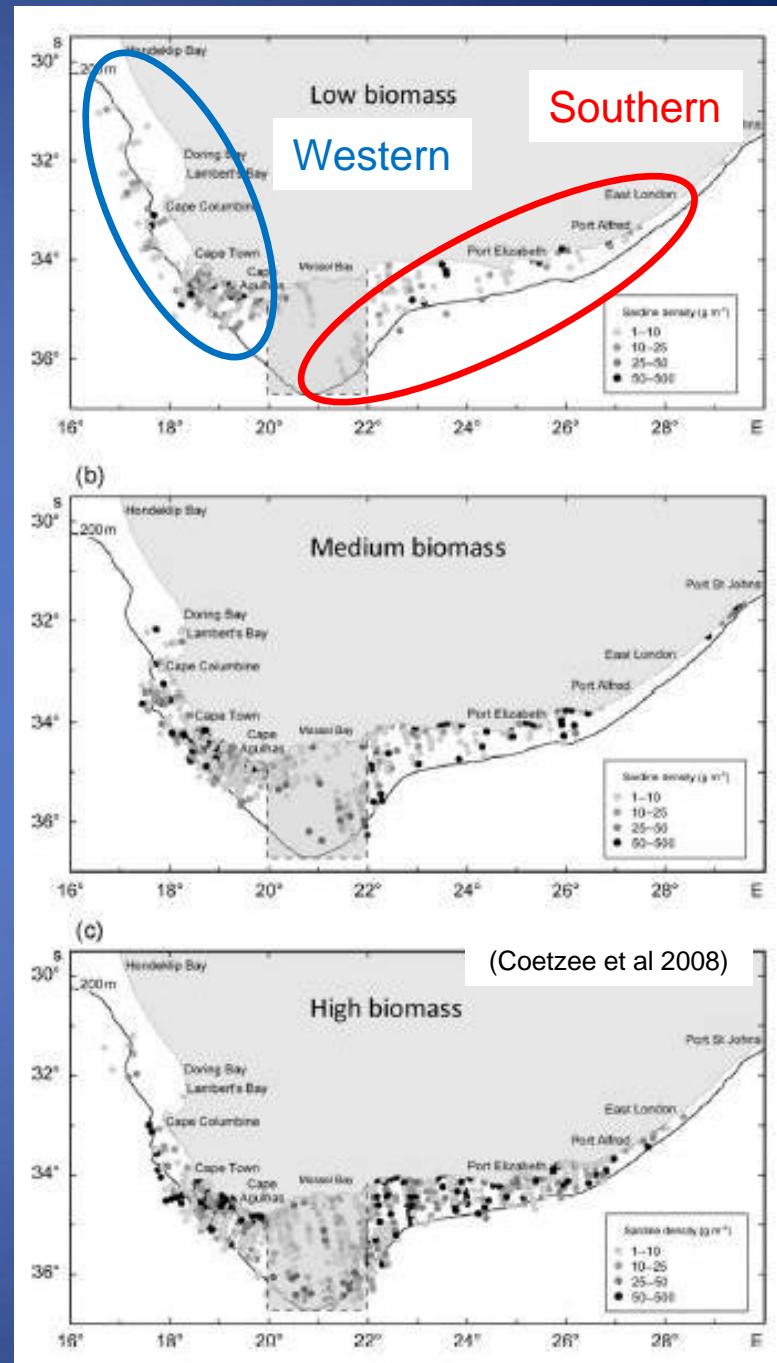 S
Hondeklip Bay
30°
200m
Low biomass
Southern
Western
hns
32°
Doring Bay
Lambert's Bay
East London
Cape Columbine
Port Alfred
Port Elizabeth
34°
Cape Town
Cape
Agulhas
Mossel Bay
Sardine density (g m⁻²)
1–10
10–25
25–50
50–500
36°
16° 18° 20° 22° 24° 26° 28° E
(b)
S
30°
Hondeklip Bay
200m
Medium biomass
Port St Johns
32°
Doring Bay
Lambert's Bay
Cape Columbine
East London
Port Alfred
34°
Cape Town
Cape
Agulhas
Mossel Bay
Port Elizabeth
Sardine density (g m⁻²)
1–10
10–25
25–50
50–500
36°
16° 18° 20° 22° 24° 26° 28° E
(c)
S
30°
Hondeklip Bay
(Coetzee et al 2008)
200m
High biomass
Port St Johns
32°
Doring Bay
Lambert's Bay
Cape Columbine
East London
Port Alfred
34°
Cape Town
Cape
Agulhas
Mossel Bay
Port Elizabeth
Sardine density (g m⁻²)
1–10
10–25
25–50
50–500
36°
16° 18° 20° 22° 24° 26° 28° E